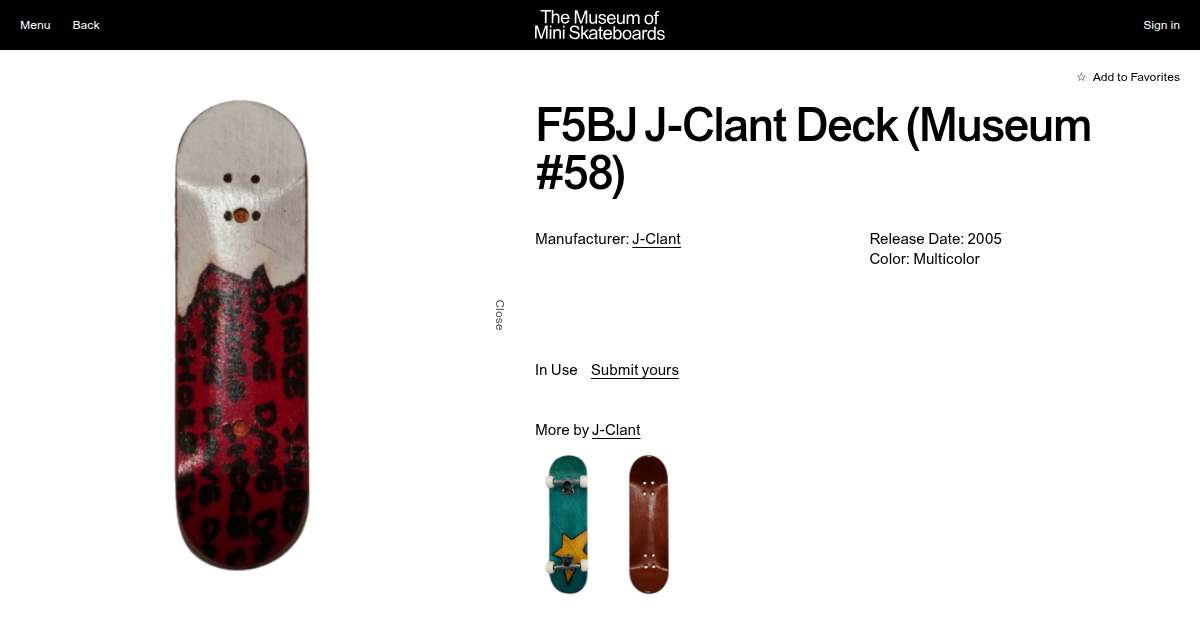 Menu
Back
The Museum of
Mini Skateboards
Sign in
☆ Add to Favorites
F5BJ J-Clant Deck (Museum
#58)
Manufacturer: J-Clant
Release Date: 2005
Color: Multicolor
Close
In Use Submit yours
More by J-Clant